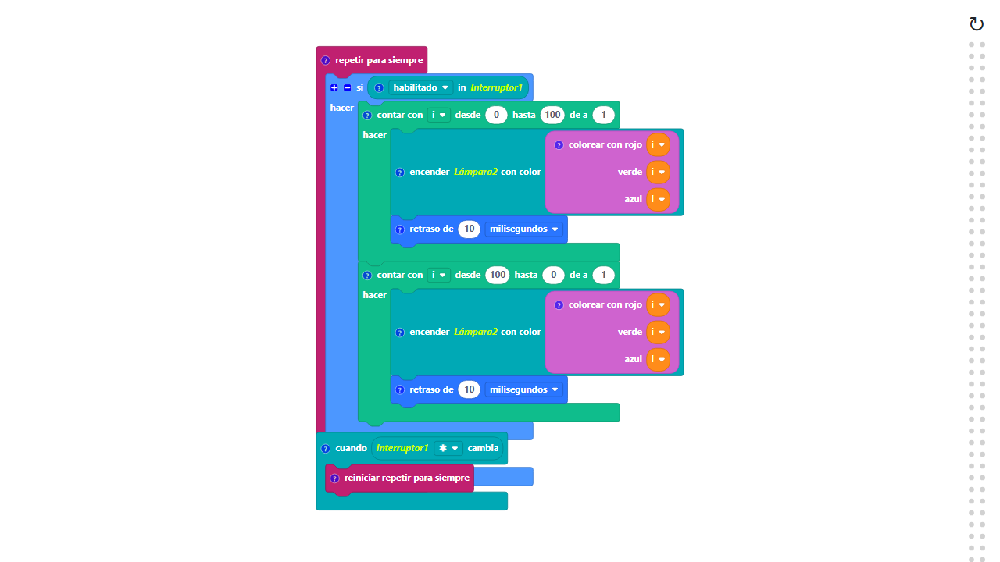 repetir para siempre
si habilitado in Interruptor1
hacer
contar con i desde 0 hasta 100 de a 1
hacer
colorear con rojo i
encender Lámpara2 con color verde i
azul i
retraso de 10 milisegundos
contar con i desde 100 hasta 0 de a 1
hacer
colorear con rojo i
encender Lámpara2 con color verde i
azul i
retraso de 10 milisegundos
cuando Interruptor1 ✱ cambia
reiniciar repetir para siempre